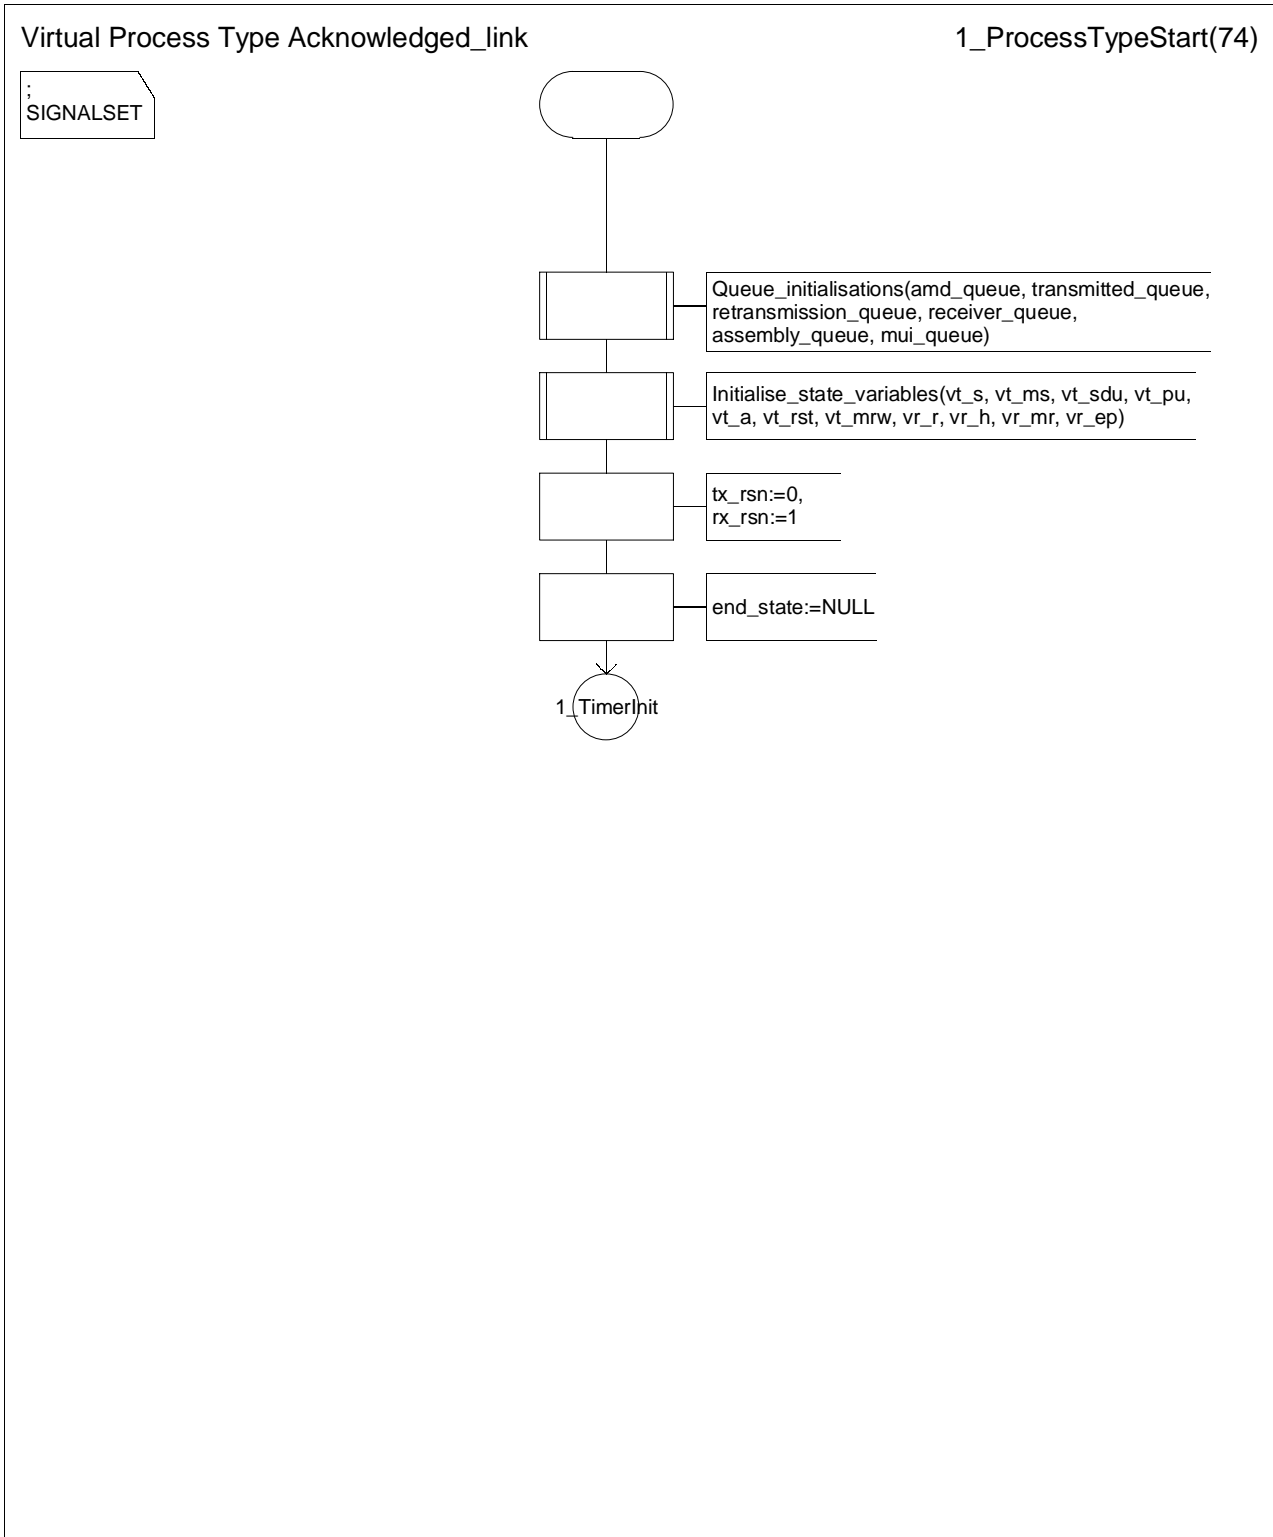 Virtual Process Type Acknowledged_link
1_ProcessTypeStart(74)
;
SIGNALSET
Queue_initialisations(amd_queue, transmitted_queue,
retransmission_queue, receiver_queue,
assembly_queue, mui_queue)
Initialise_state_variables(vt_s, vt_ms, vt_sdu, vt_pu,
vt_a, vt_rst, vt_mrw, vr_r, vr_h, vr_mr, vr_ep)
tx_rsn:=0,
rx_rsn:=1
end_state:=NULL
1_TimerInit